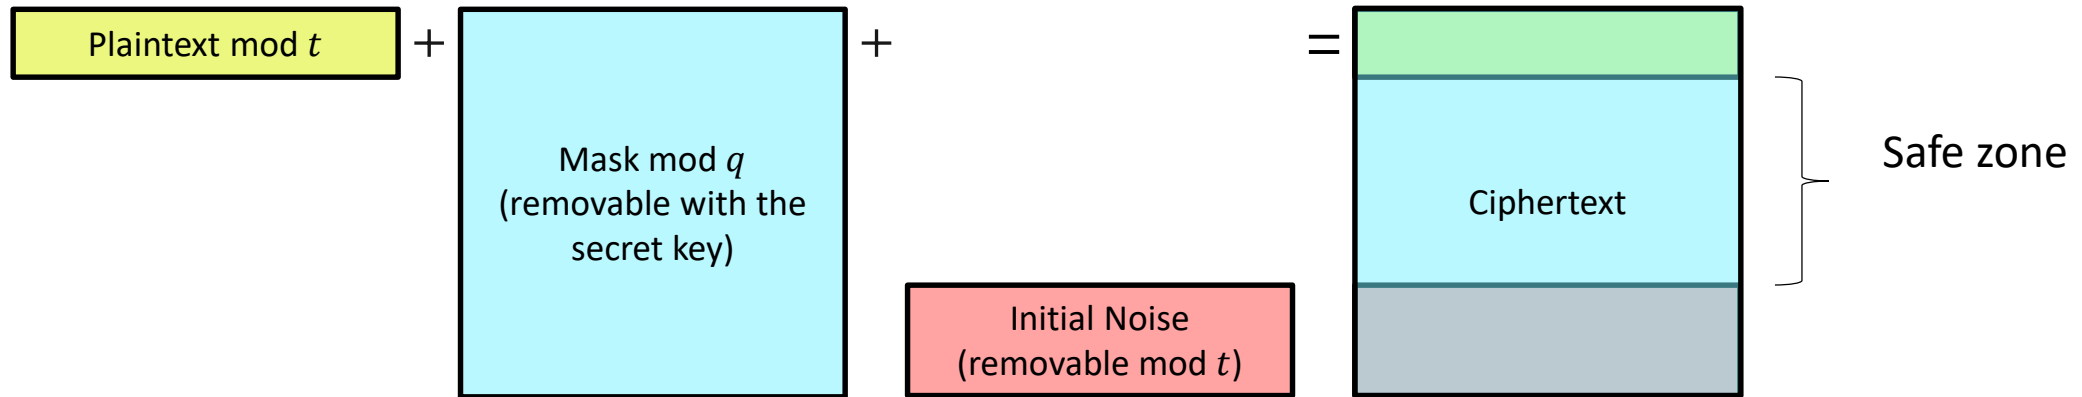 Plaintext mod t
+
Mask mod q
(removable with the
secret key)
+
Initial Noise
(removable mod t)
=
Ciphertext
Safe zone